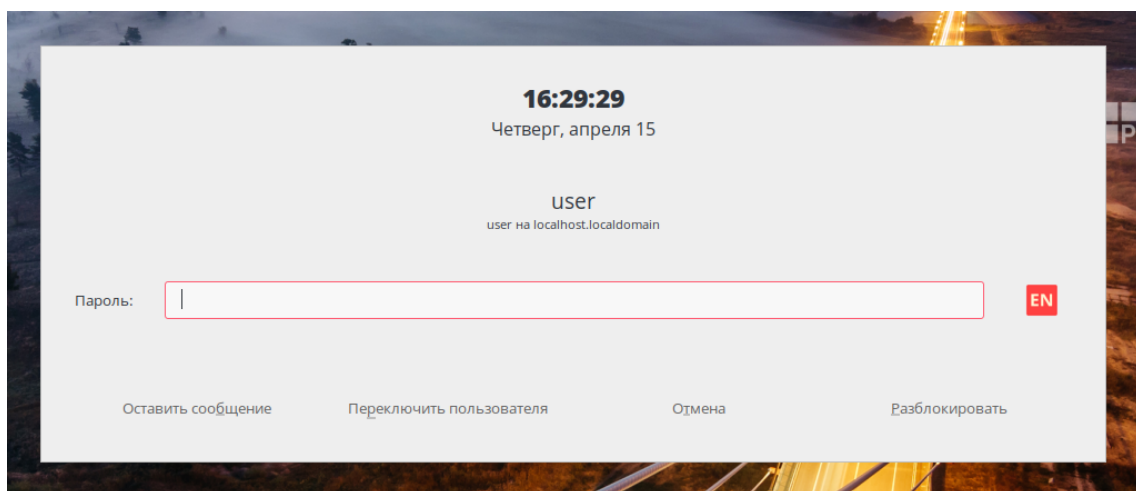 16:29:29
Четверг, апреля 15
user
user на localhost.localdomain
Пароль:
EN
Оставить сообщение
Переключить пользователя
Отмена
Разблокировать